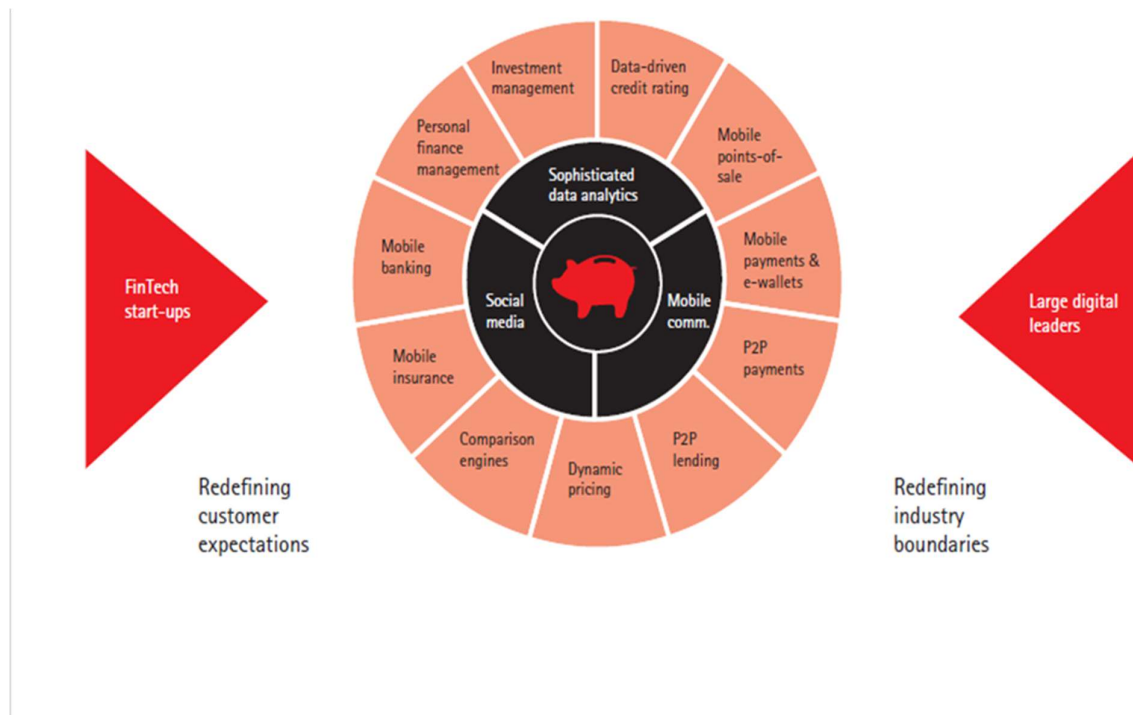 Investment
management
Data-driven
credit rating
Personal
finance
management
Mobile
points-of-
sale
Sophisticated
data analytics
Mobile
banking
Mobile
payments &
e-wallets
FinTech
start-ups
Social
media
Mobile
comm.
Large digital
leaders
Mobile
insurance
P2P
payments
Comparison
engines
Dynamic
pricing
P2P
lending
Redefining
customer
expectations
Redefining
industry
boundaries